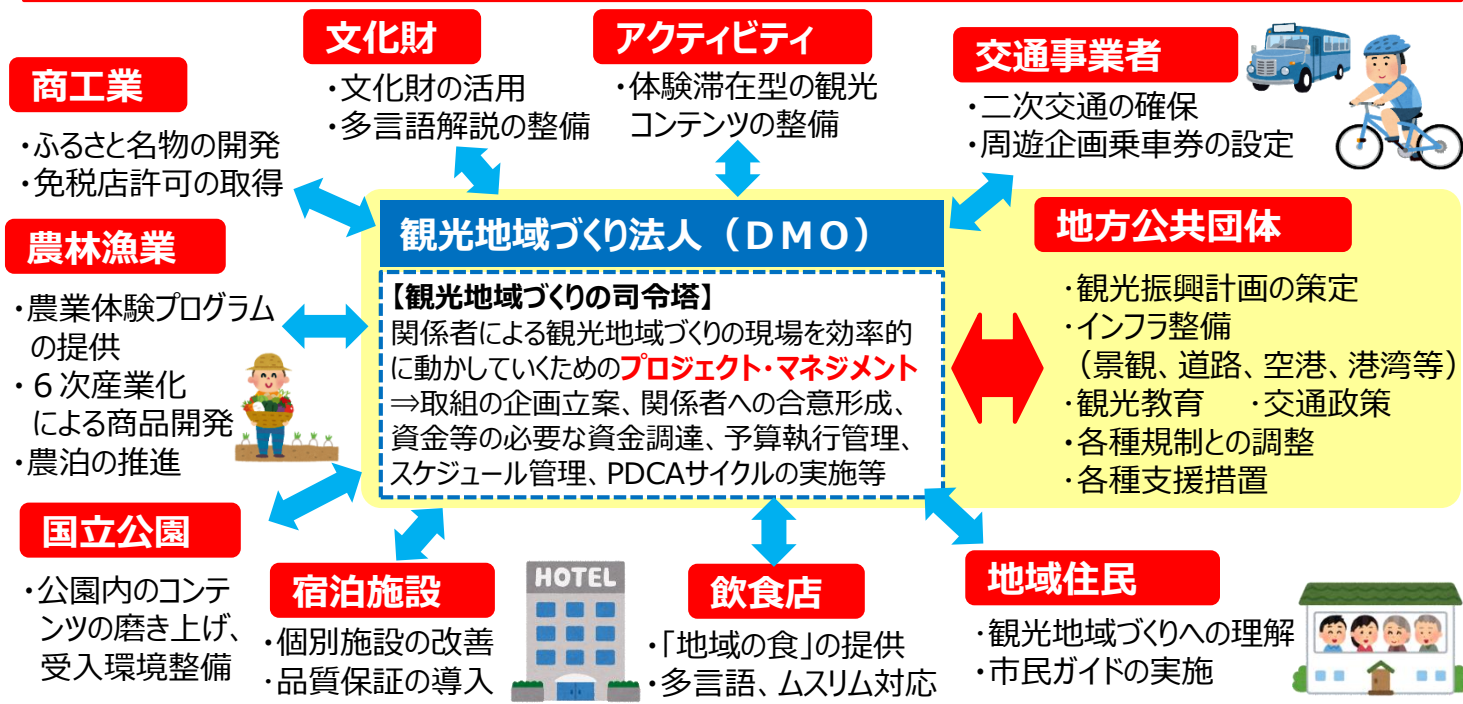 文化財
・文化財の活用
・多言語解説の整備
アクティビティ
・体験滞在型の観光
コンテンツの整備
交通事業者
・二次交通の確保
・周遊企画乗車券の設定
商工業
・ふるさと名物の開発
・免税店許可の取得
農林漁業
・農業体験プログラム
の提供
・６次産業化
による商品開発
・農泊の推進
観光地域づくり法人（ＤＭＯ）
【観光地域づくりの司令塔】
関係者による観光地域づくりの現場を効率的
に動かしていくためのプロジェクト・マネジメント
⇒取組の企画立案、関係者への合意形成、
資金等の必要な資金調達、予算執行管理、
スケジュール管理、PDCAサイクルの実施等
地方公共団体
・観光振興計画の策定
・インフラ整備
（景観、道路、空港、港湾等）
・観光教育　・交通政策
・各種規制との調整
・各種支援措置
国立公園
・公園内のコンテ
ンツの磨き上げ、
受入環境整備
宿泊施設
・個別施設の改善
・品質保証の導入
HOTEL
飲食店
・「地域の食」の提供
・多言語、ムスリム対応
地域住民
・観光地域づくりへの理解
・市民ガイドの実施